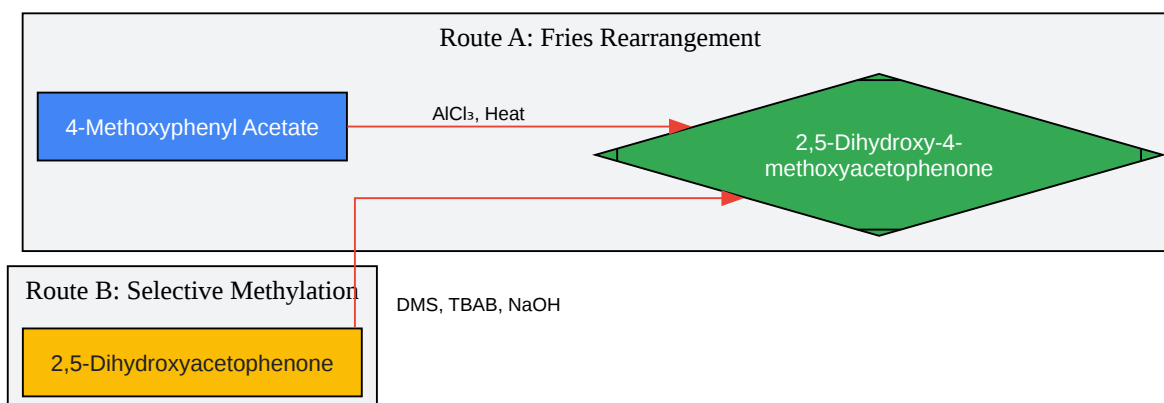 Route A: Fries Rearrangement
4-Methoxyphenyl Acetate
AlCl₃, Heat
2,5-Dihydroxy-4-
methoxyacetophenone
Route B: Selective Methylation
DMS, TBAB, NaOH
2,5-Dihydroxyacetophenone